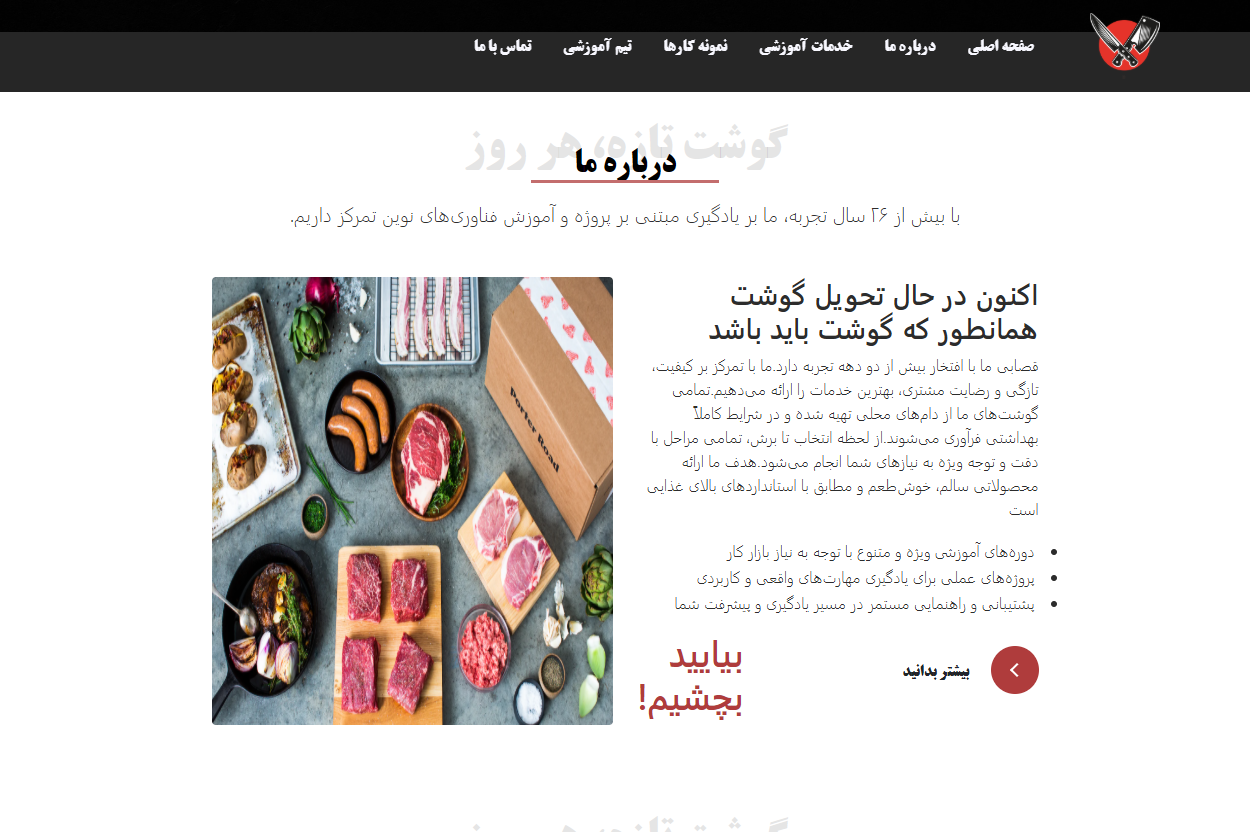 صفحه اصلی
درباره ما
خدمات آموزشی
نمونه کارها
تیم آموزشی
تماس با ما
گوشت تازه، هر روز
درباره ما
با بیش از ۲۶ سال تجربه، ما بر یادگیری مبتنی بر پروژه و آموزش فناوری‌های نوین تمرکز داریم.
اکنون در حال تحویل گوشت
همانطور که گوشت باید باشد
قصابی ما با افتخار بیش از دو دهه تجربه دارد.ما با تمرکز بر کیفیت،
تازگی و رضایت مشتری، بهترین خدمات را ارائه می‌دهیم.تمامی
گوشت‌های ما از دام‌های محلی تهیه شده و در شرایط کاملاً
بهداشتی فرآوری می‌شوند.از لحظه انتخاب تا برش، تمامی مراحل با
دقت و توجه ویژه به نیازهای شما انجام می‌شود.هدف ما ارائه
محصولاتی سالم، خوش‌طعم و مطابق با استانداردهای بالای غذایی
است
دوره‌های آموزشی ویژه و متنوع با توجه به نیاز بازار کار
پروژه‌های عملی برای یادگیری مهارت‌های واقعی و کاربردی
پشتیبانی و راهنمایی مستمر در مسیر یادگیری و پیشرفت شما
بیشتر بدانید
بیایید
بچشیم!
Porter Road
گوشت تازه، هر روز